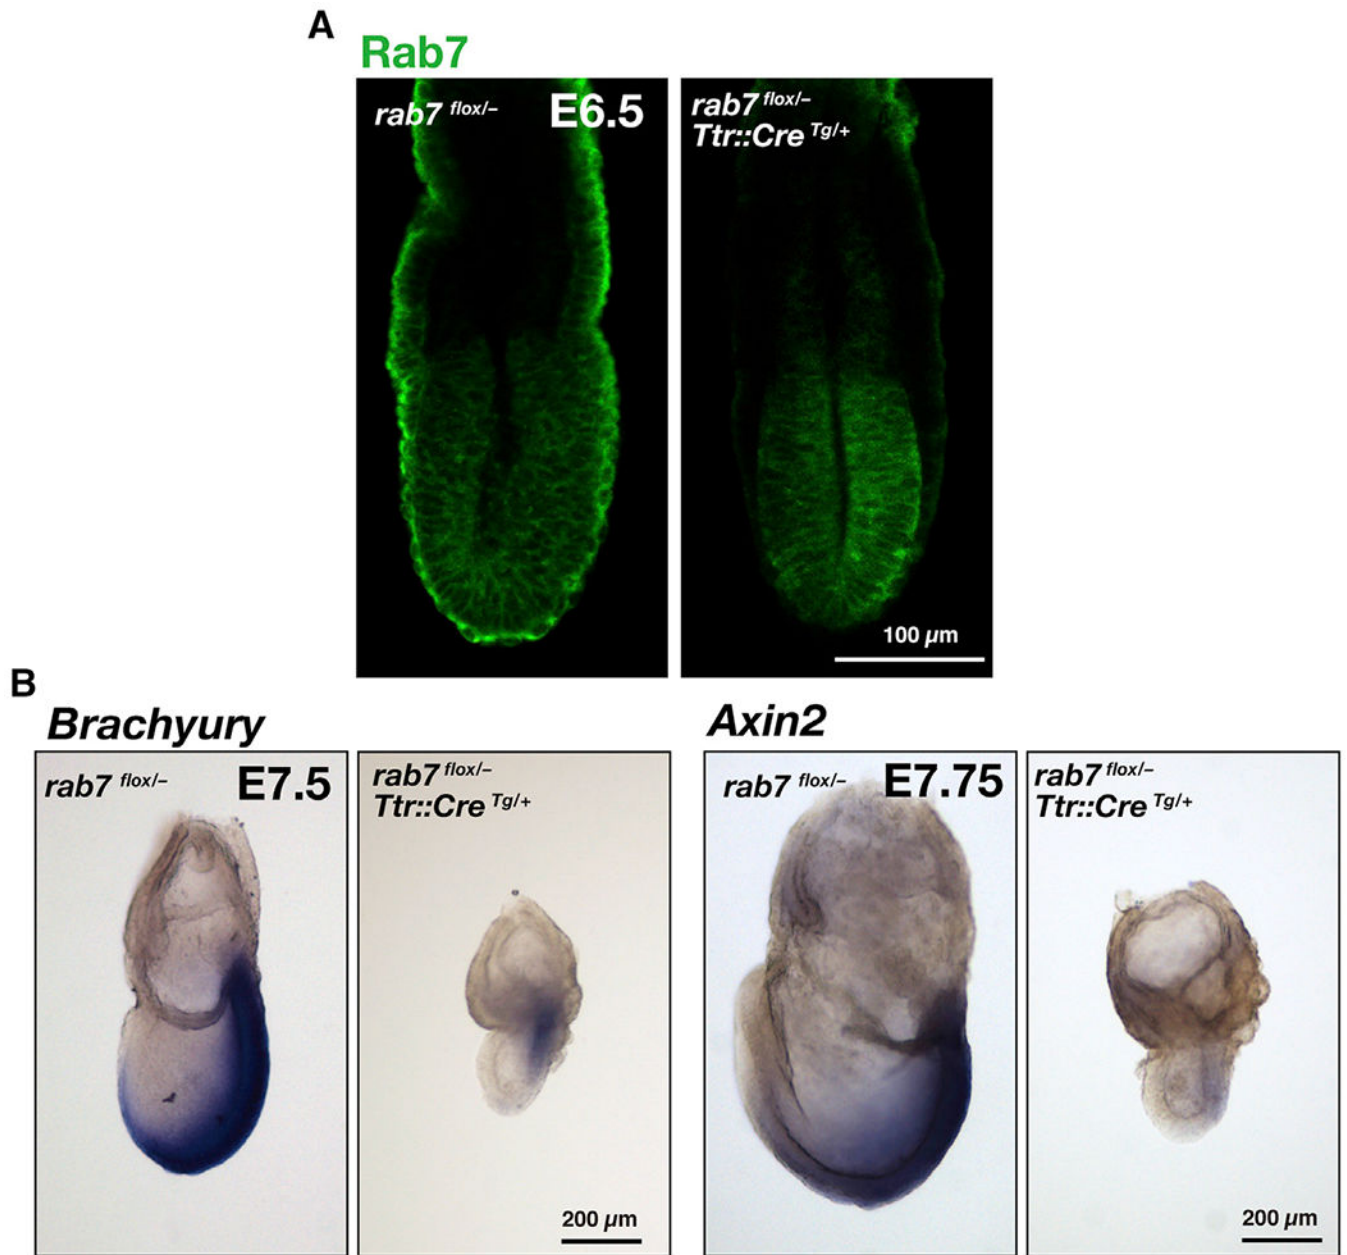 A
Rab7
rab7 flox/– E6.5
rab7 flox/–
Ttr::Cre Tg/+
100 µm
B
Brachyury
Axin2
rab7 flox/– E7.5
rab7 flox/–
Ttr::Cre Tg/+
200 µm
rab7 flox/– E7.75
rab7 flox/–
Ttr::Cre Tg/+
200 µm